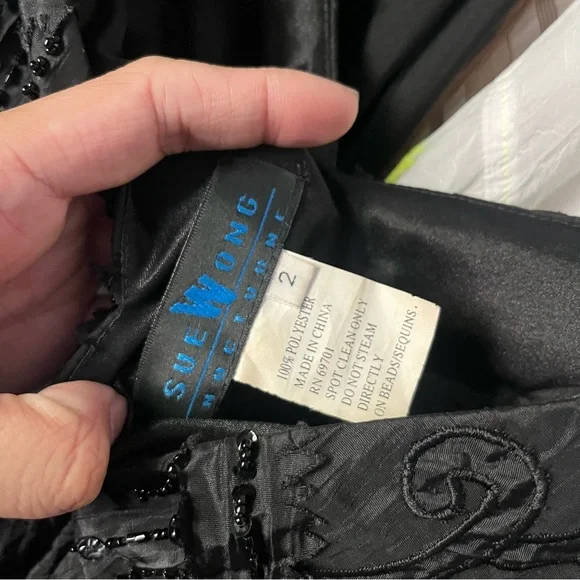 SUE WONG
NOCTURNE
2
100% POLYESTER
MADE IN CHINA
RN 69701
SPOT CLEAN ONLY
DO NOT STEAM
DIRECTLY
ON BEADS/SEQUINS.